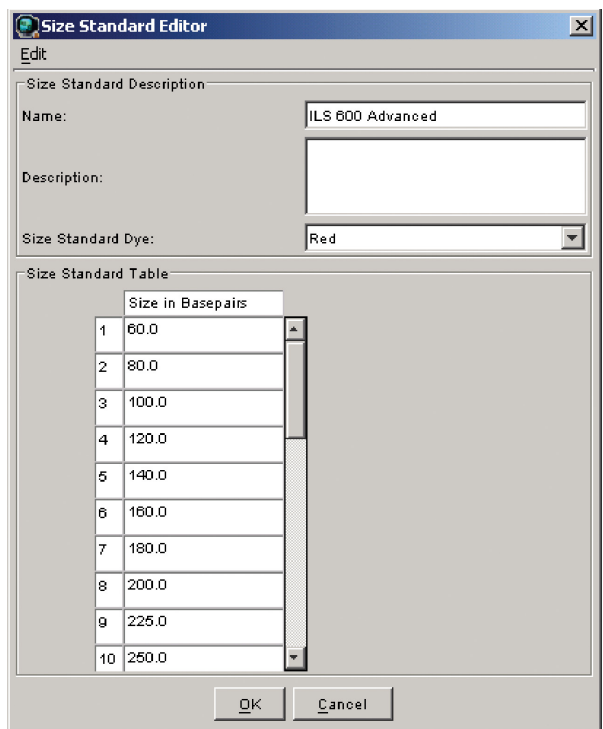 Size Standard Editor
Edit
Size Standard Description
Name: ILS 600 Advanced
Description:
Size Standard Dye: Red
Size Standard Table
Size in Basepairs
1 60.0
2 80.0
3 100.0
4 120.0
5 140.0
6 160.0
7 180.0
8 200.0
9 225.0
10 250.0
OK Cancel